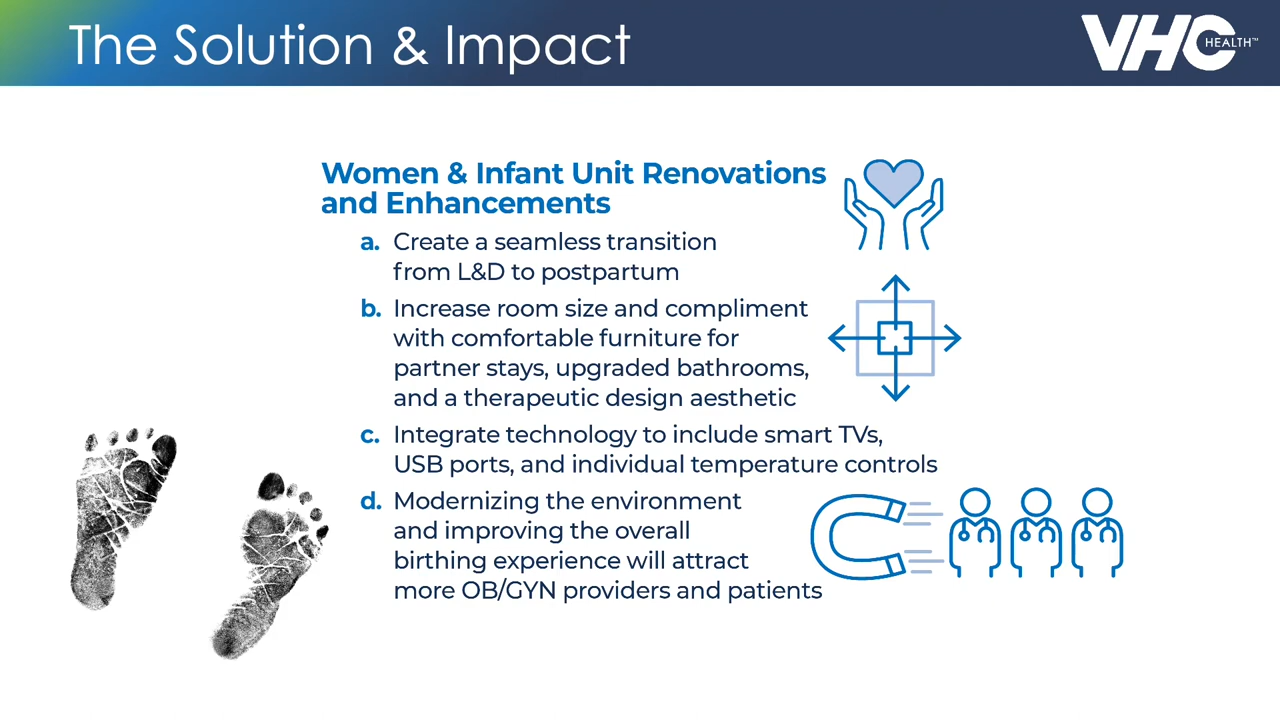 The Solution & Impact
VHC HEALTH™
Women & Infant Unit Renovations
and Enhancements
a. Create a seamless transition
from L&D to postpartum
b. Increase room size and compliment
with comfortable furniture for
partner stays, upgraded bathrooms,
and a therapeutic design aesthetic
c. Integrate technology to include smart TVs,
USB ports, and individual temperature controls
d. Modernizing the environment
and improving the overall
birthing experience will attract
more OB/GYN providers and patients